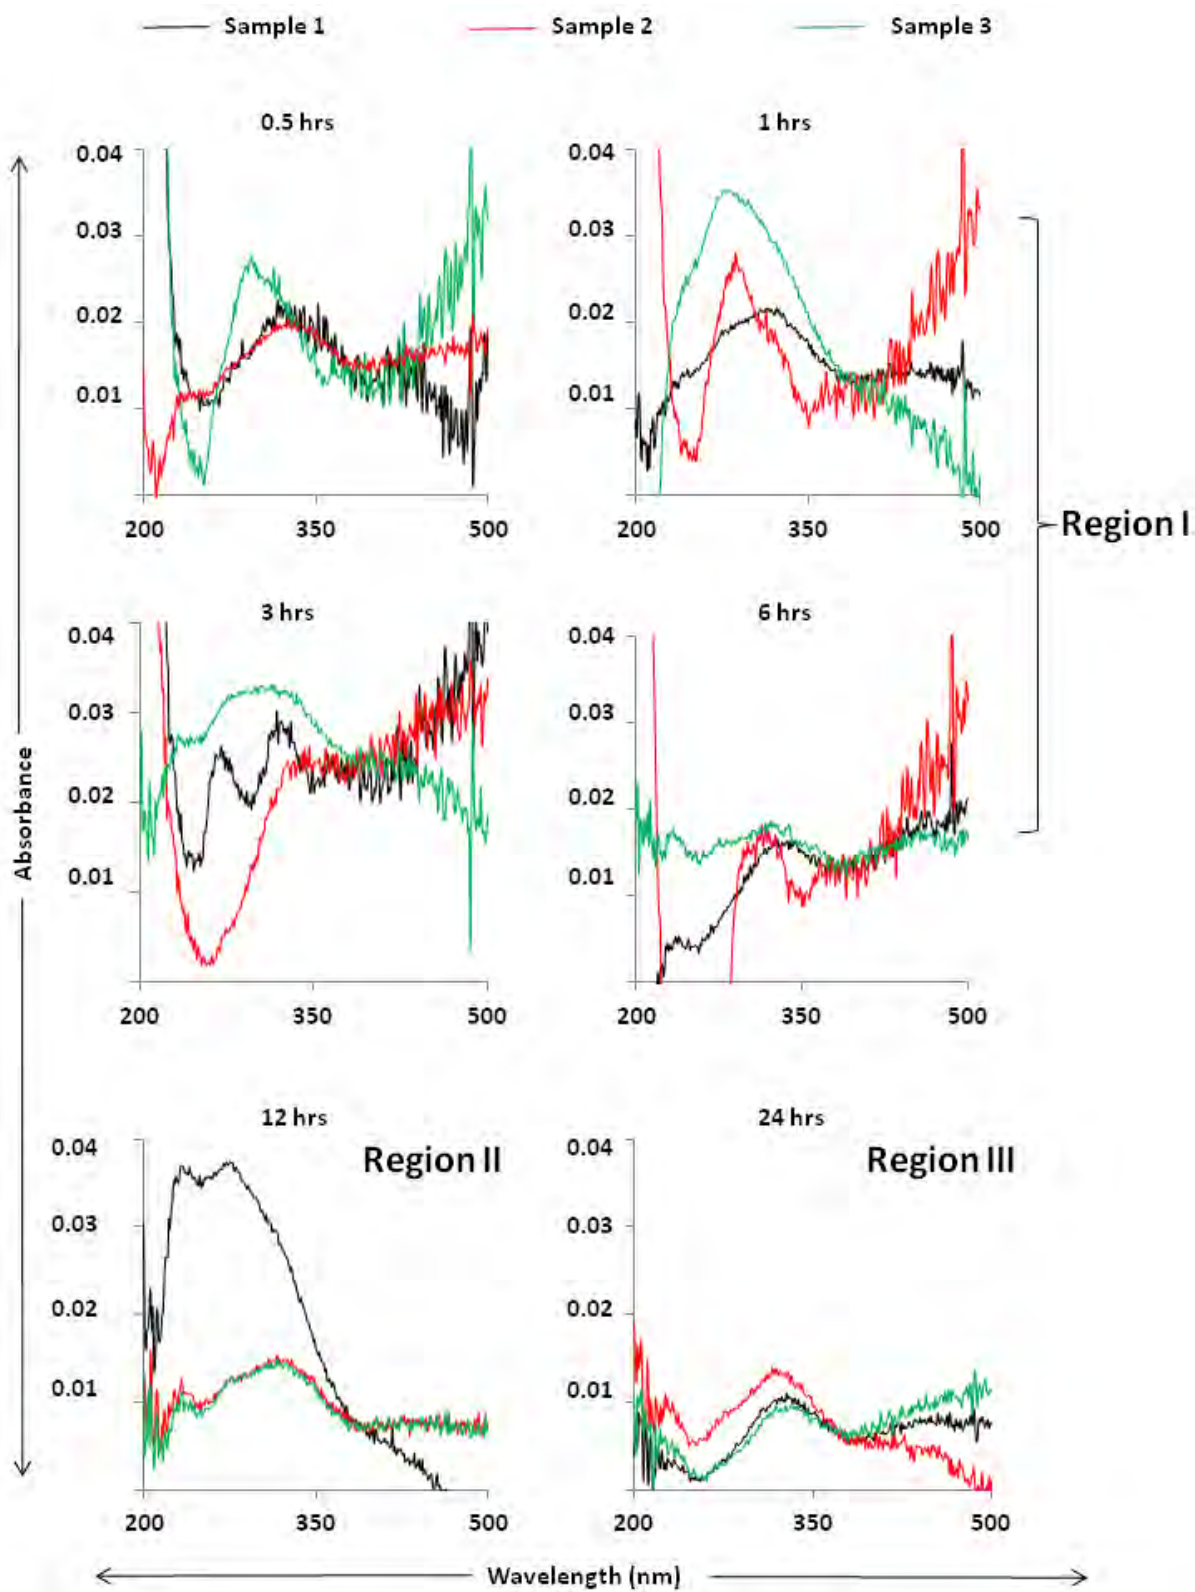 Sample 1 Sample 2 Sample 3
0.5 hrs 1 hrs
0.04 0.04
0.03 0.03
0.02 0.02
0.01 0.01
200 350 500 200 350 500
Region I
3 hrs 6 hrs
0.04 0.04
0.03 0.03
0.02 0.02
0.01 0.01
200 350 500 200 350 500
Absorbance
12 hrs 24 hrs
Region II Region III
0.04 0.04
0.03 0.03
0.02 0.02
0.01 0.01
200 350 500 200 350 500
Wavelength (nm)